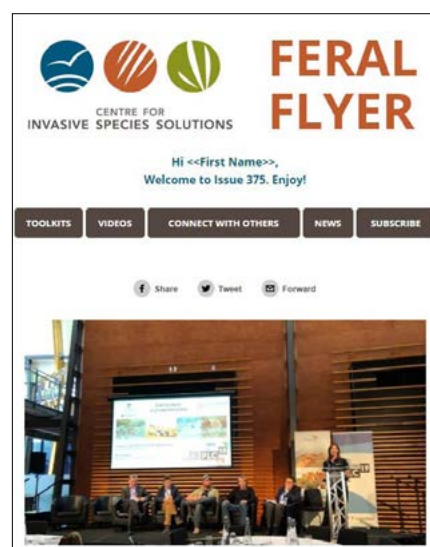 FERAL
FLYER
CENTRE FOR
INVASIVE SPECIES SOLUTIONS
Hi <<First Name>>,
Welcome to Issue 375. Enjoy!
TOOLKITS VIDEOS CONNECT WITH OTHERS NEWS SUBSCRIBE
Share Tweet Forward
PLC